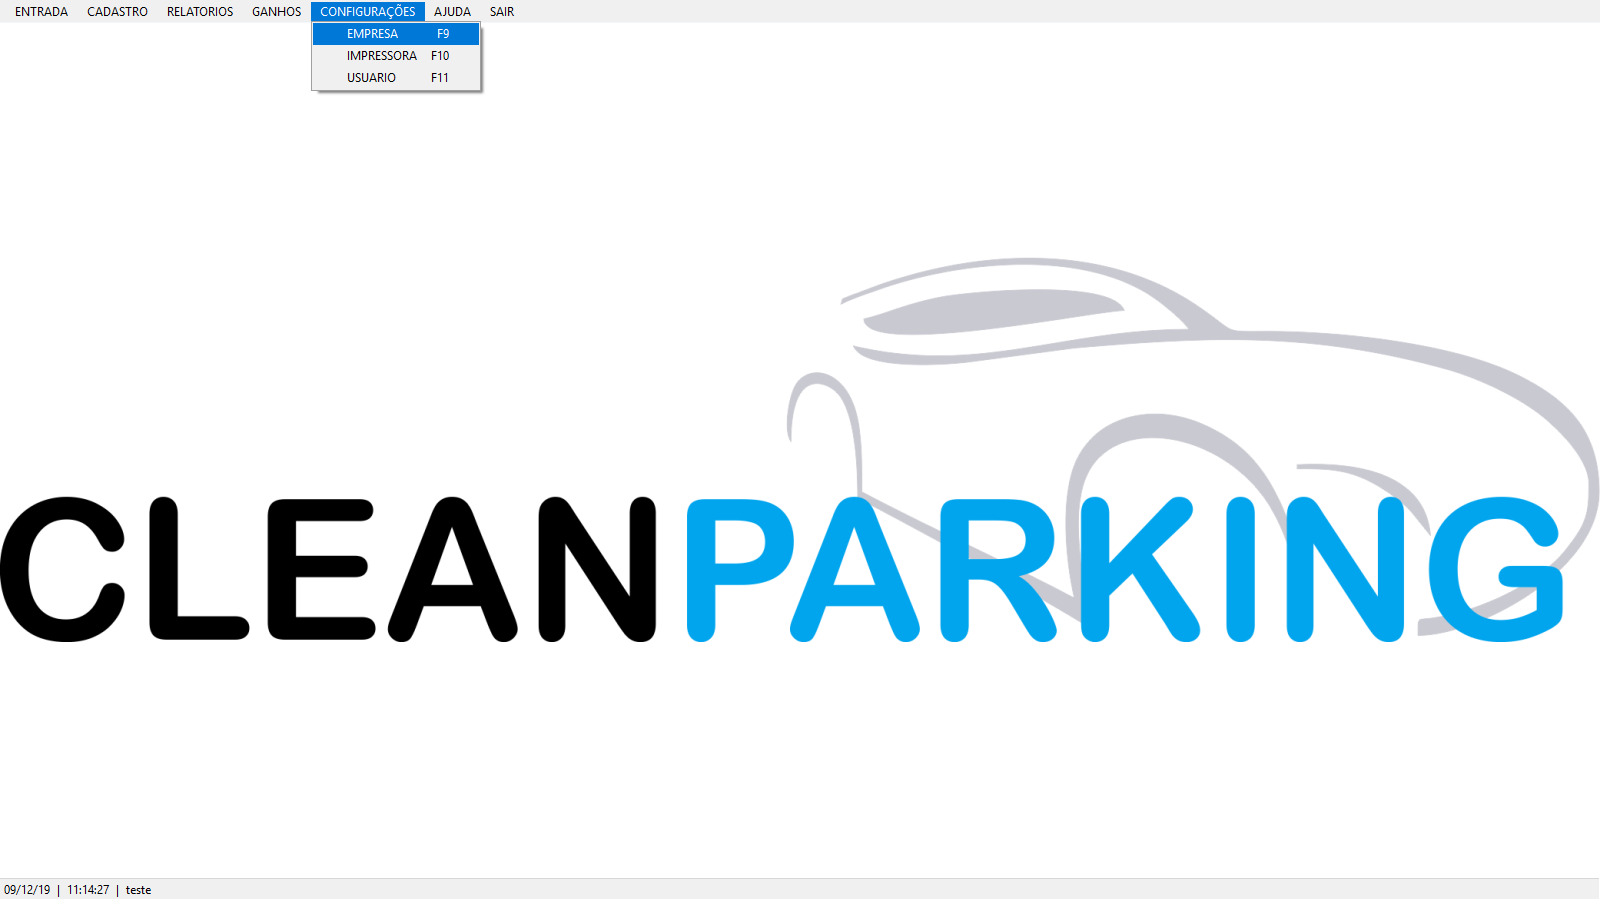 ENTRADA CADASTRO RELATORIOS GANHOS CONFIGURAÇÕES AJUDA SAIR
EMPRESA F9
IMPRESSORA F10
USUARIO F11
CLEANPARKING
09/12/19 | 11:14:27 | teste